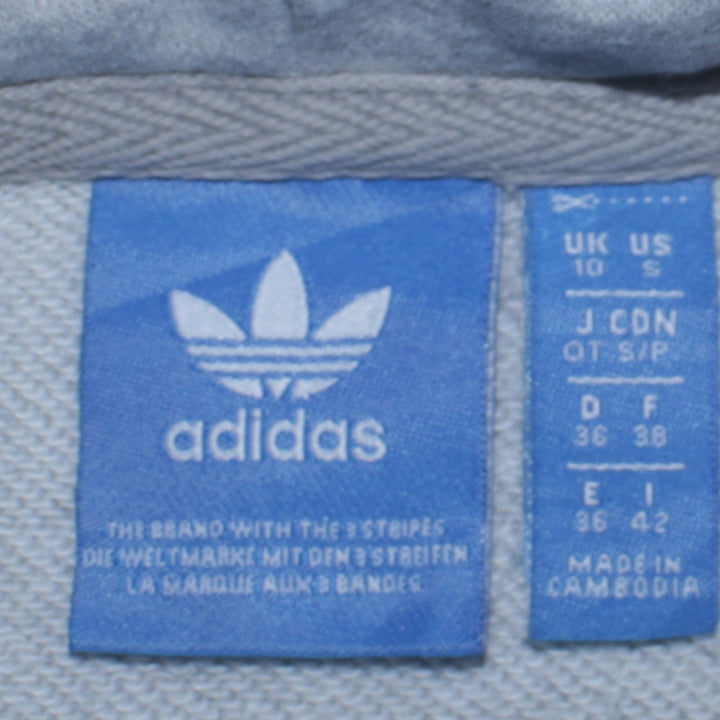 adidas
THE BRAND WITH THE 3 STRIPES
DIE WELTMARKE MIT DEN 3 STREIFEN
LA MARQUE AUX 3 BANDES
UK US
10 S
J CDN
OT S/P
D F
36 38
E I
36 42
MADE IN
CAMBODIA